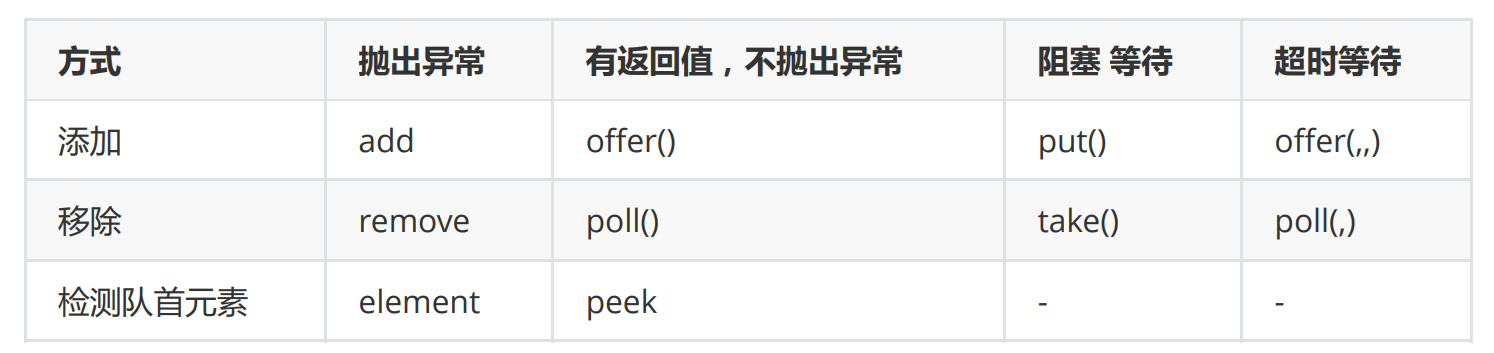 方式 抛出异常 有返回值，不抛出异常 阻塞 等待 超时等待
添加 add offer() put() offer(,,)
移除 remove poll() take() poll(,)
检测队首元素 element peek - -